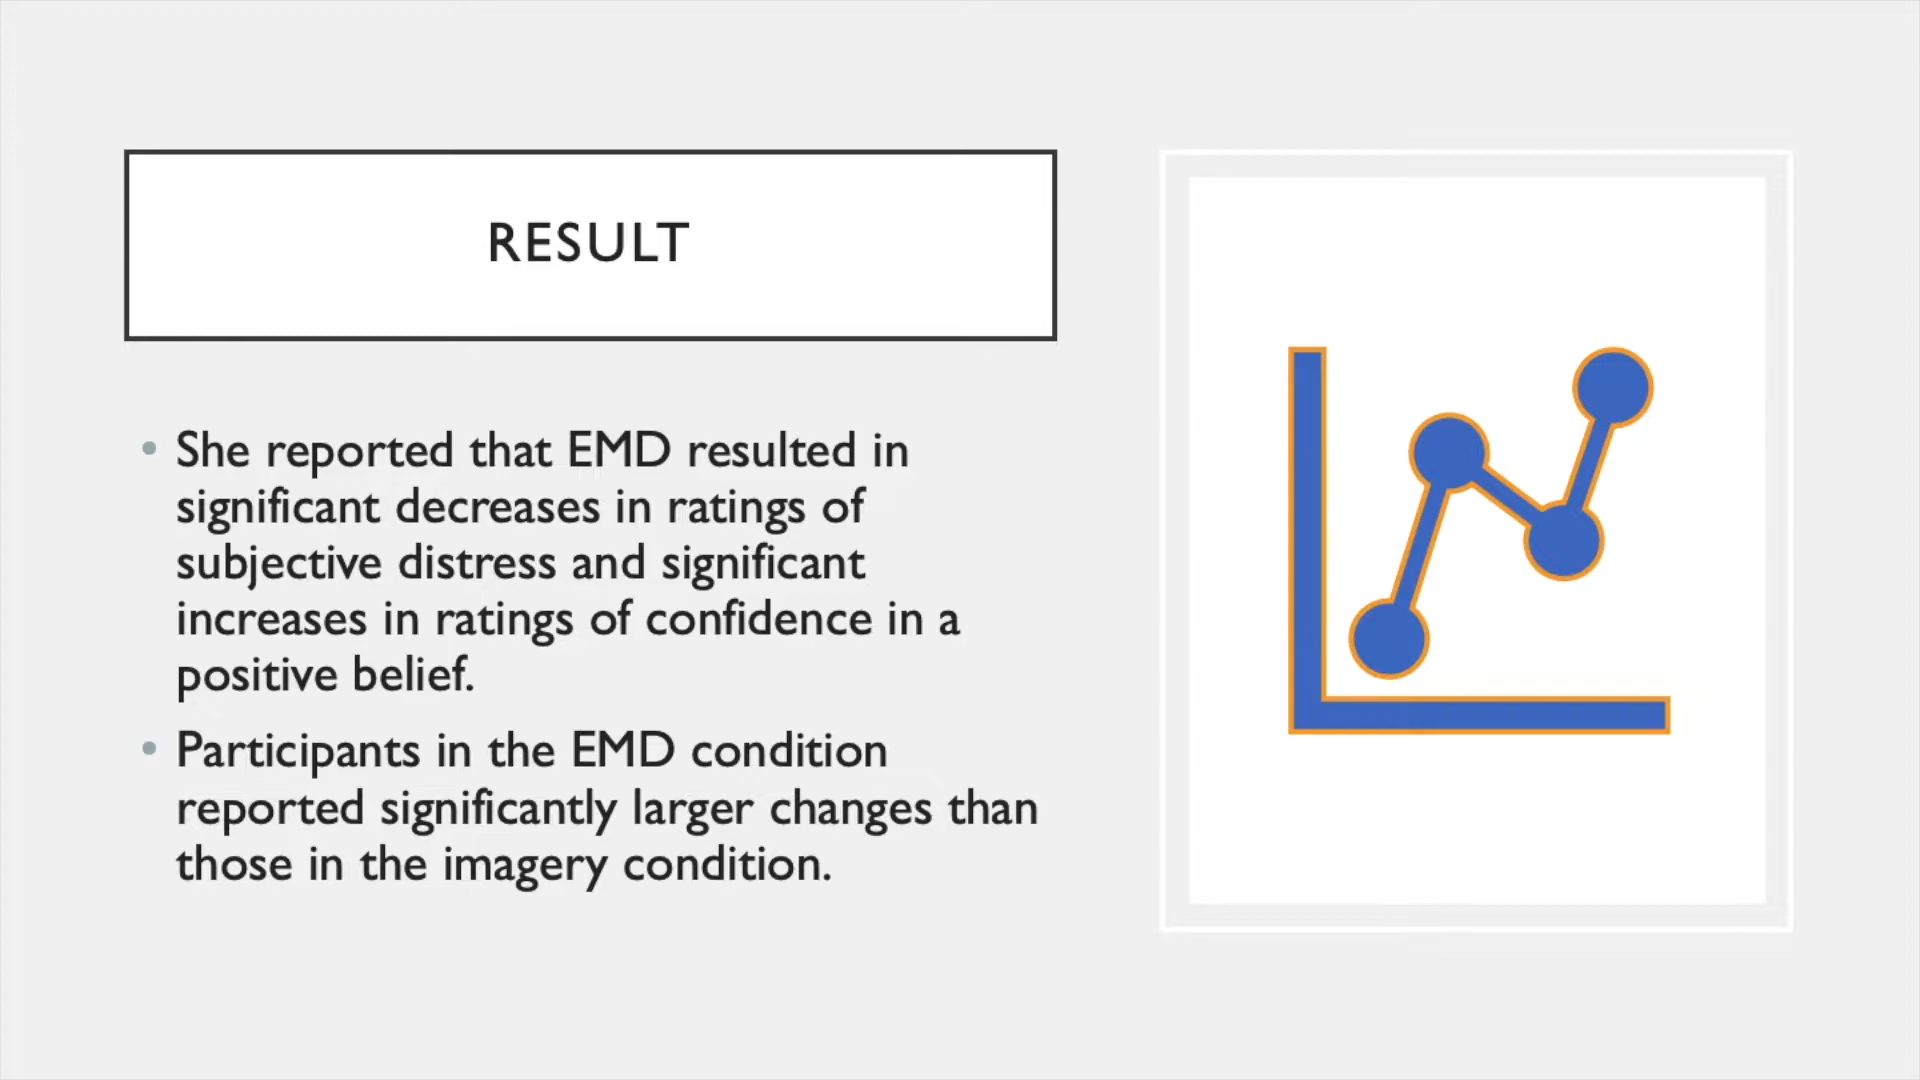 RESULT
• She reported that EMD resulted in
significant decreases in ratings of
subjective distress and significant
increases in ratings of confidence in a
positive belief.
• Participants in the EMD condition
reported significantly larger changes than
those in the imagery condition.